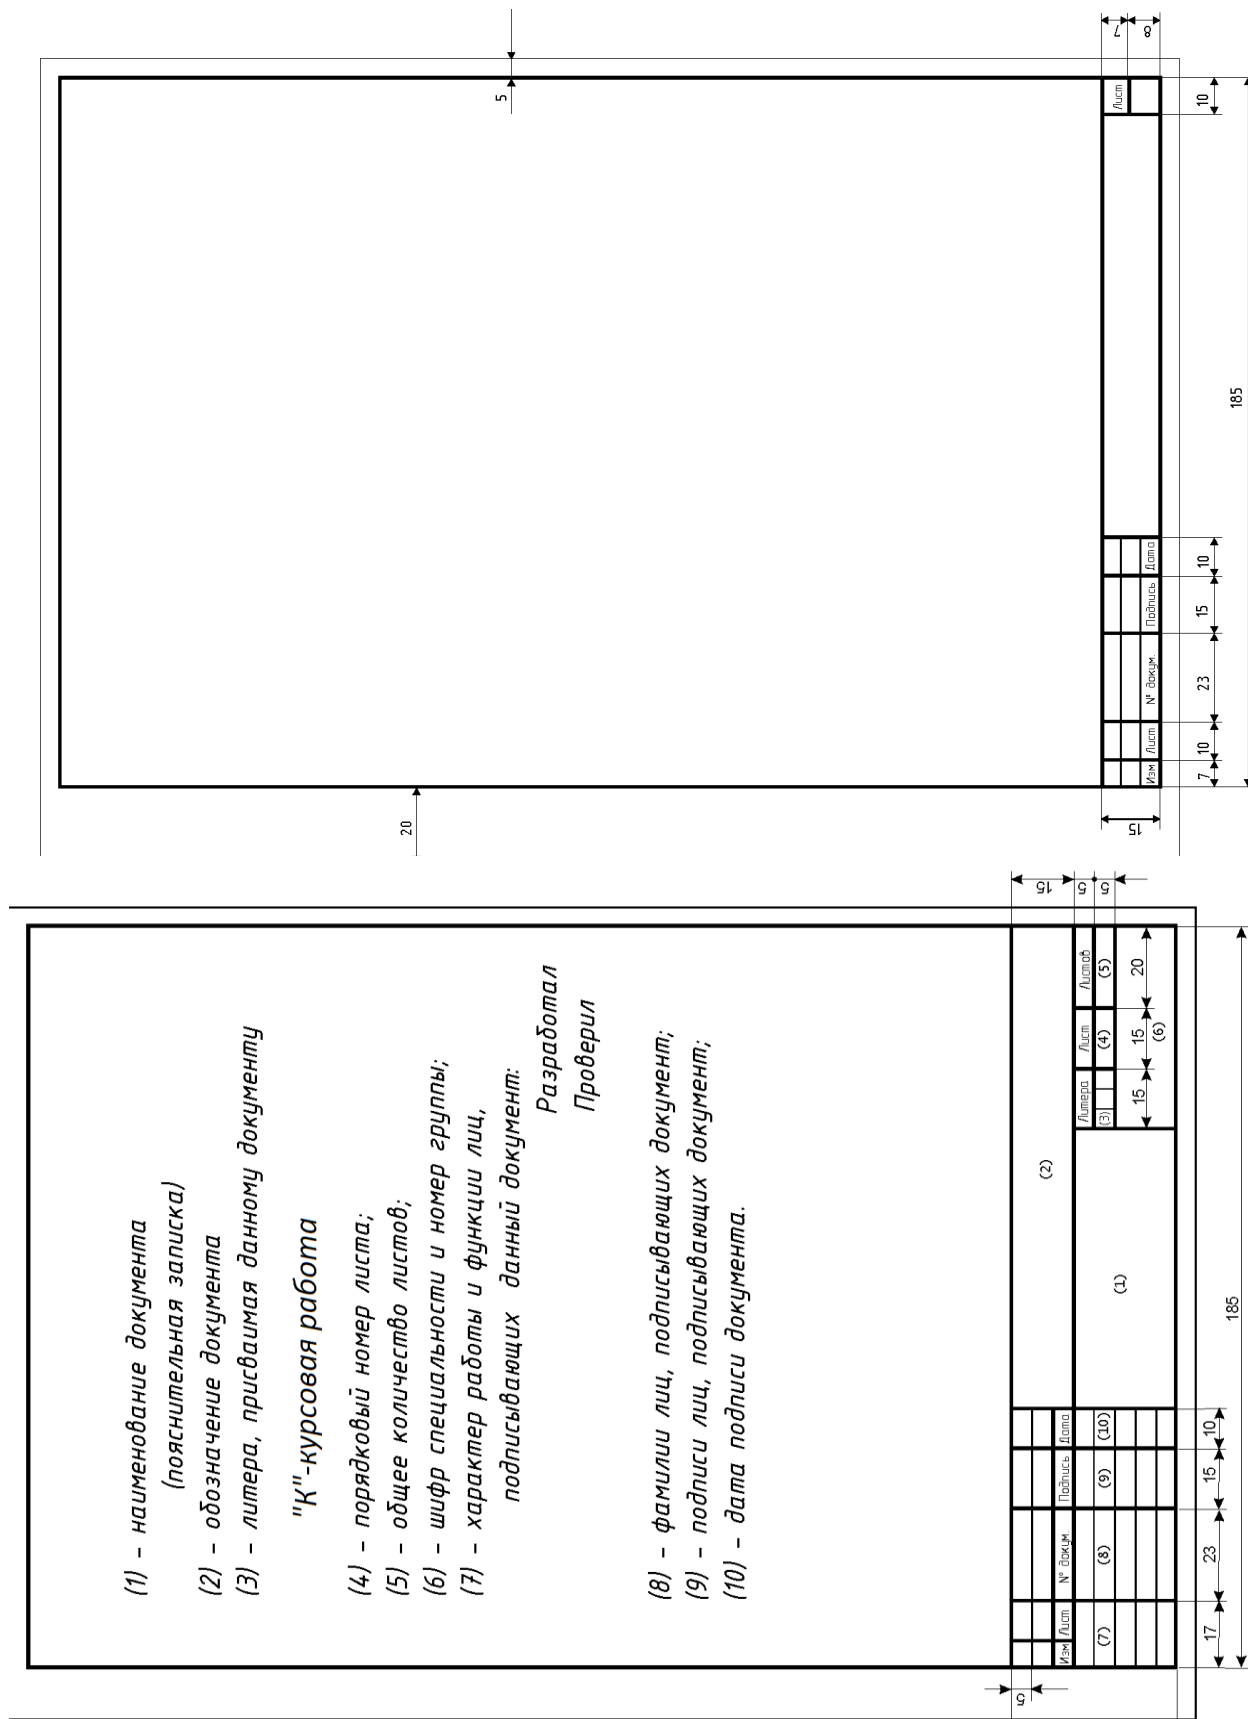 7
8
5
Лист
10
185
20
15
Изм
Лист
№ докум.
Подпись
Дата
7
10
23
15
10
(1) – наименование документа
(пояснительная записка)
(2) – обозначение документа
(3) – литера, присваимая данному документу
"К"-курсовая работа
(4) – порядковый номер листа;
(5) – общее количество листов;
(6) – шифр специальности и номер группы;
(7) – характер работы и функции лиц,
подписывающих данный документ:
Разработал
Проверил
(8) – фамилии лиц, подписывающих документ;
(9) – подписи лиц, подписывающих документ;
(10) – дата подписи документа.
15
5
5
(2)
Литера
Лист
Листов
(3)
(4)
(5)
15
15
20
(6)
(1)
Изм
Лист
№ докум.
Подпись
Дата
(7)
(8)
(9)
(10)
5
17
23
15
10
185